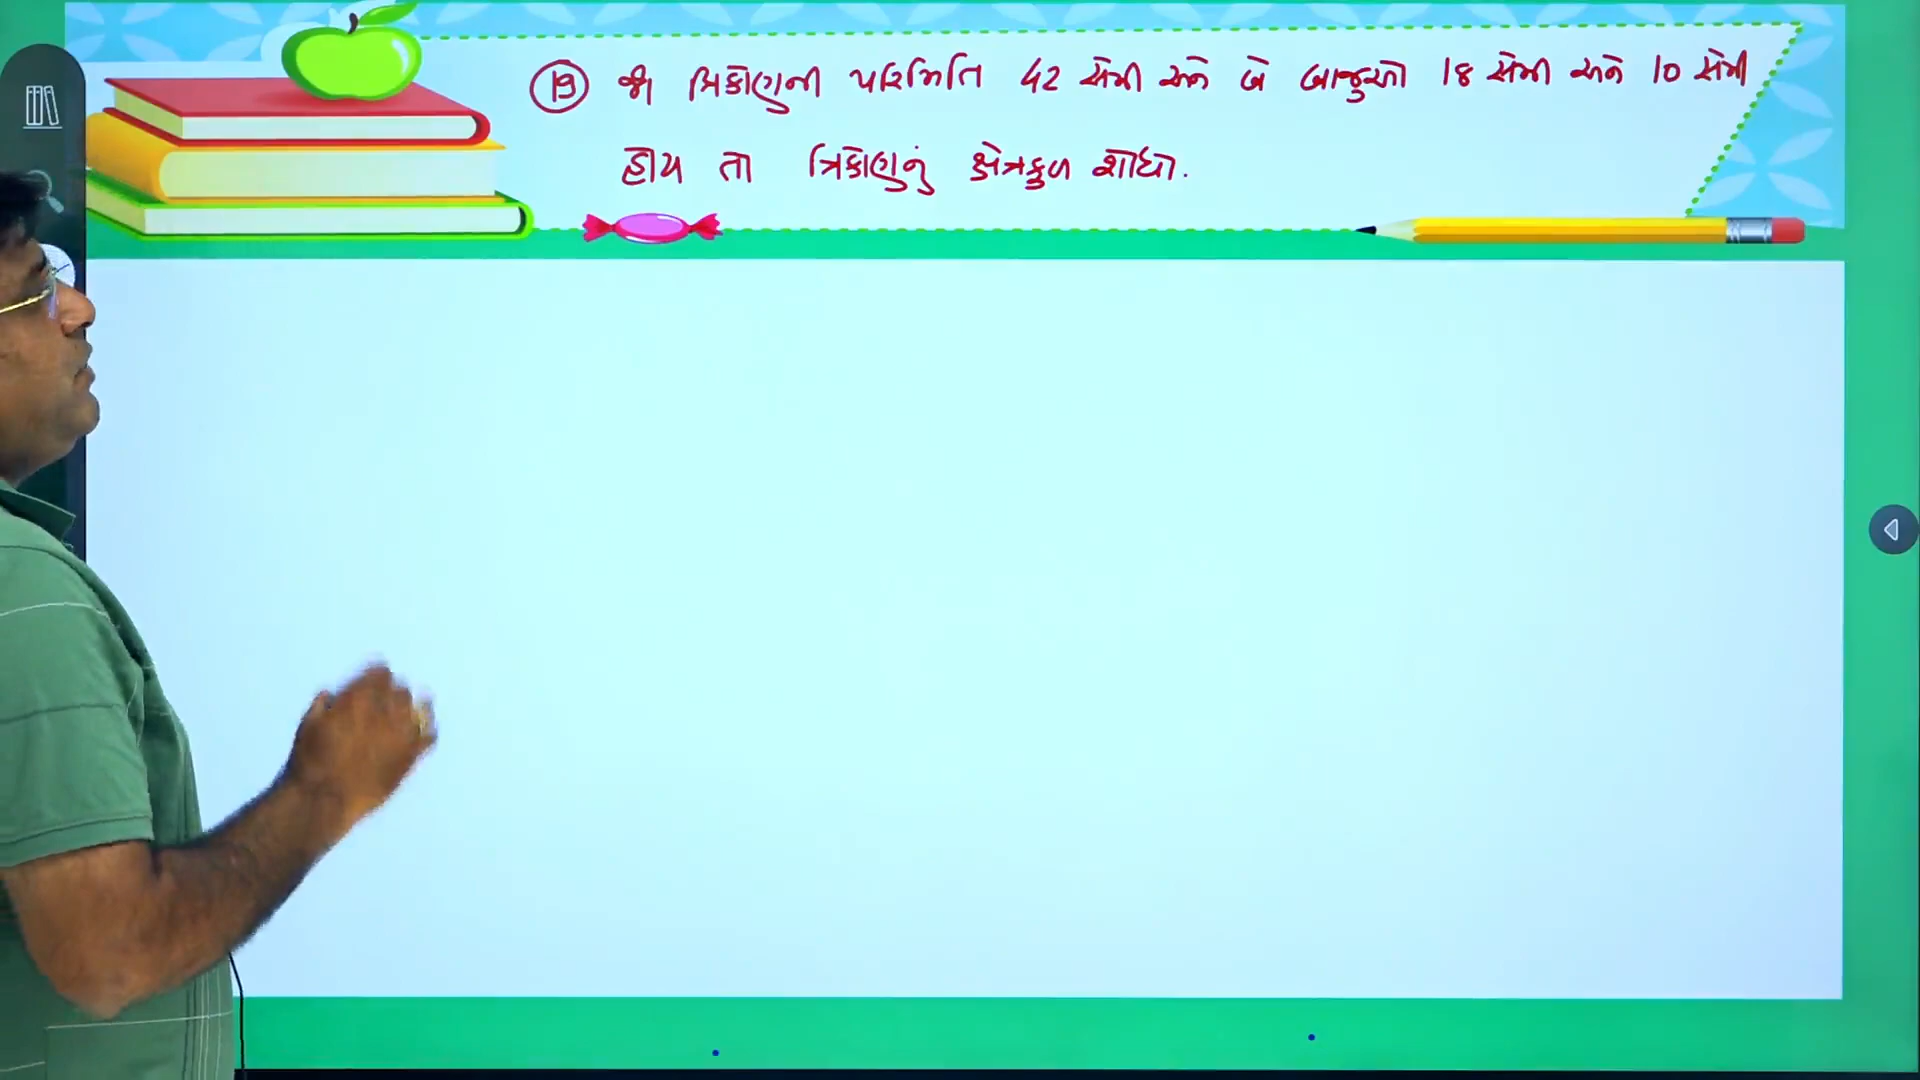 (13) જો ત્રિકોણની પરિમિતિ 42 સેમી અને બે બાજુઓ 18 સેમી અને 10 સેમી
હોય તો ત્રિકોણનું ક્ષેત્રફળ શોધો.